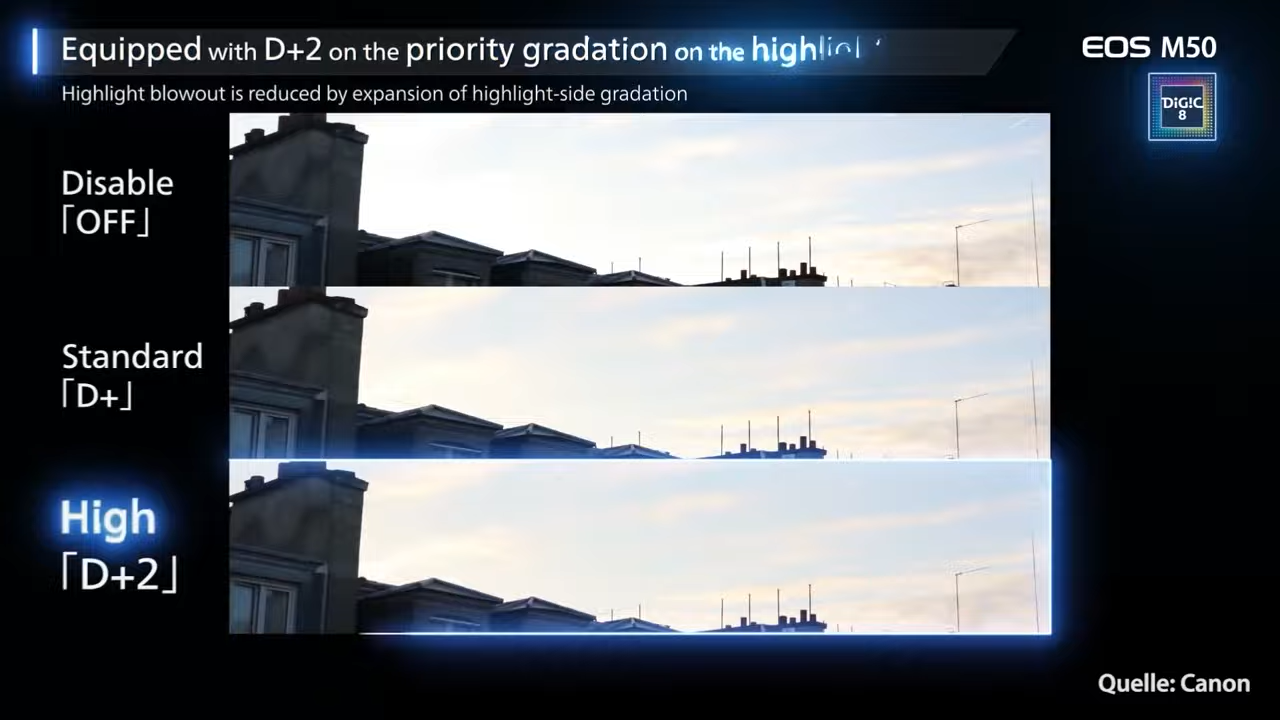 Equipped with D+2 on the priority gradation on the
EOS M50
Highlight blowout is reduced by expansion of highlight-side gradation
DiG!C
8
Disable
「OFF」
Standard
「D+」
High
「D+2」
Quelle: Canon